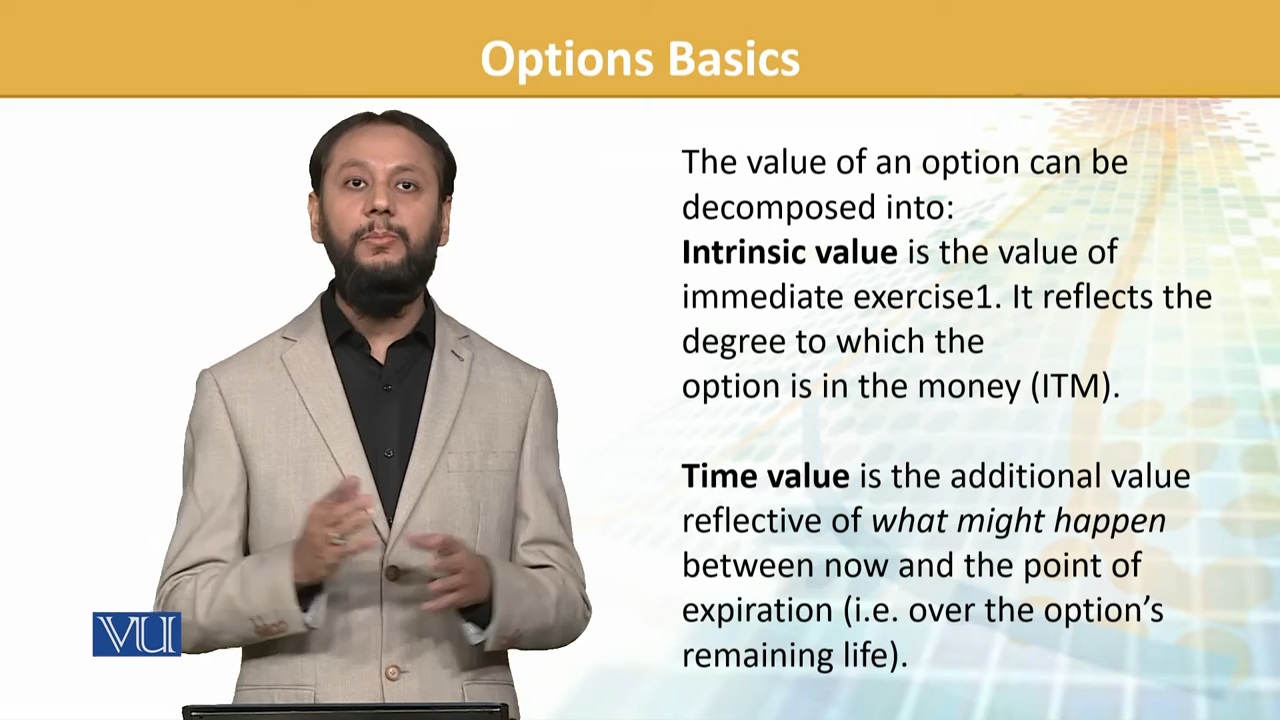 Options Basics
The value of an option can be
decomposed into:
Intrinsic value is the value of
immediate exercise1. It reflects the
degree to which the
option is in the money (ITM).
Time value is the additional value
reflective of what might happen
between now and the point of
expiration (i.e. over the option’s
remaining life).
VU